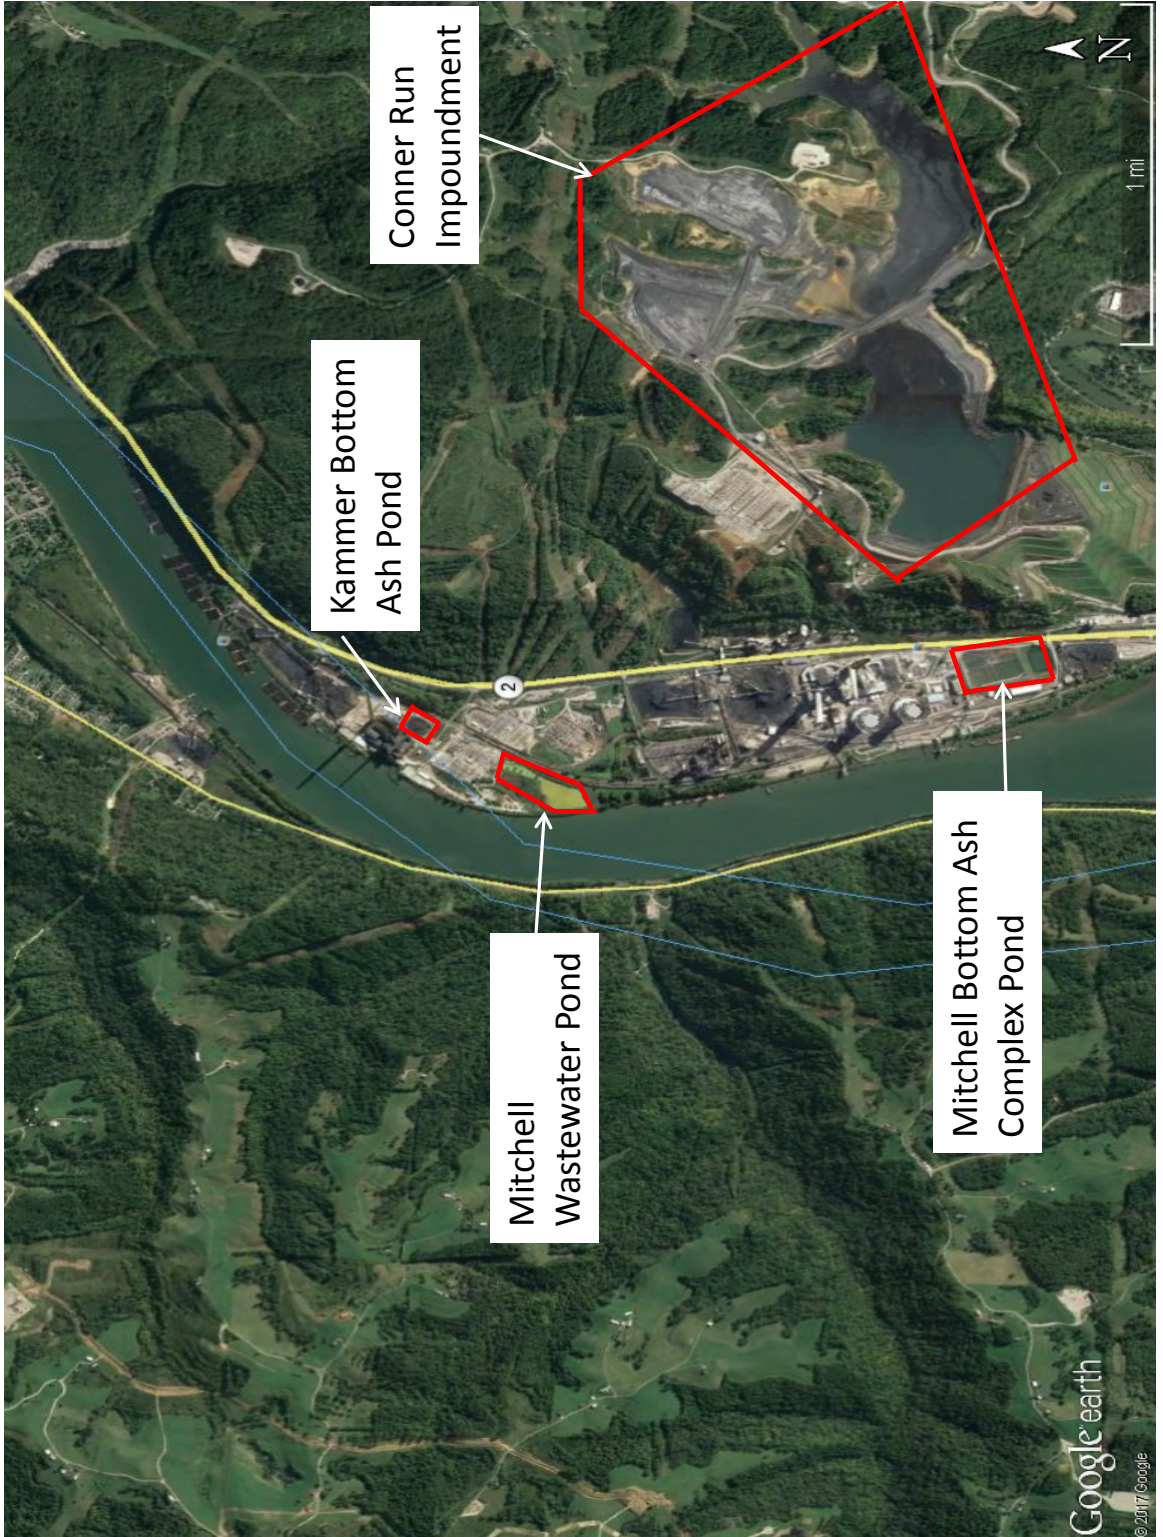 Conner Run
Impoundment
Kammer Bottom
Ash Pond
2
Mitchell
Wastewater Pond
Mitchell Bottom Ash
Complex Pond
N
1 mi
Google earth
© 2017 Google